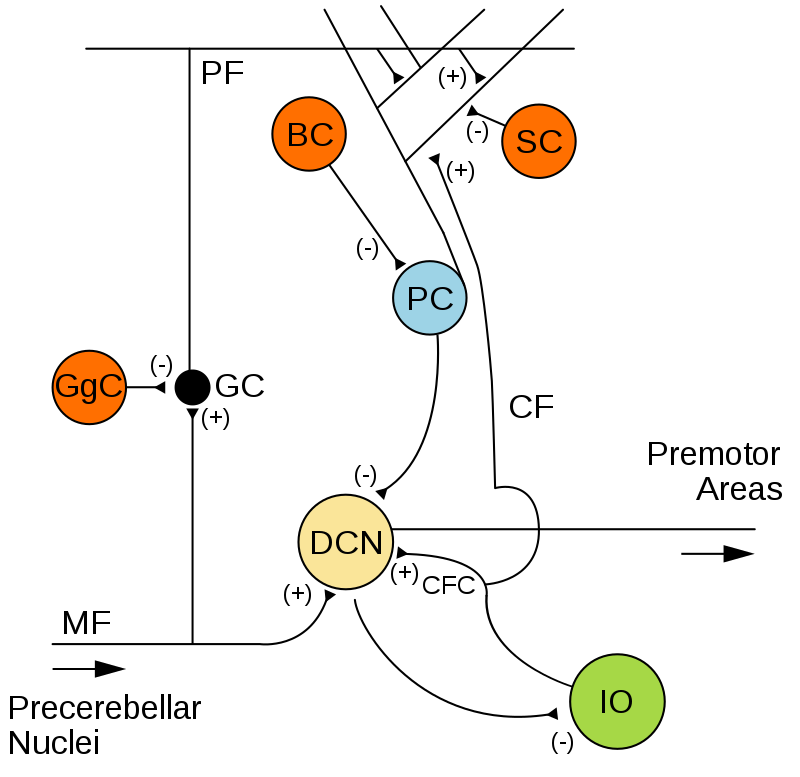 PF
(+)
BC
(-)
SC
(+)
(-)
PC
(-)
GgC
GC
(+)
CF
Premotor
Areas
(-)
DCN
(+)
CFC
(+)
MF
IO
Precerebellar
Nuclei
(-)